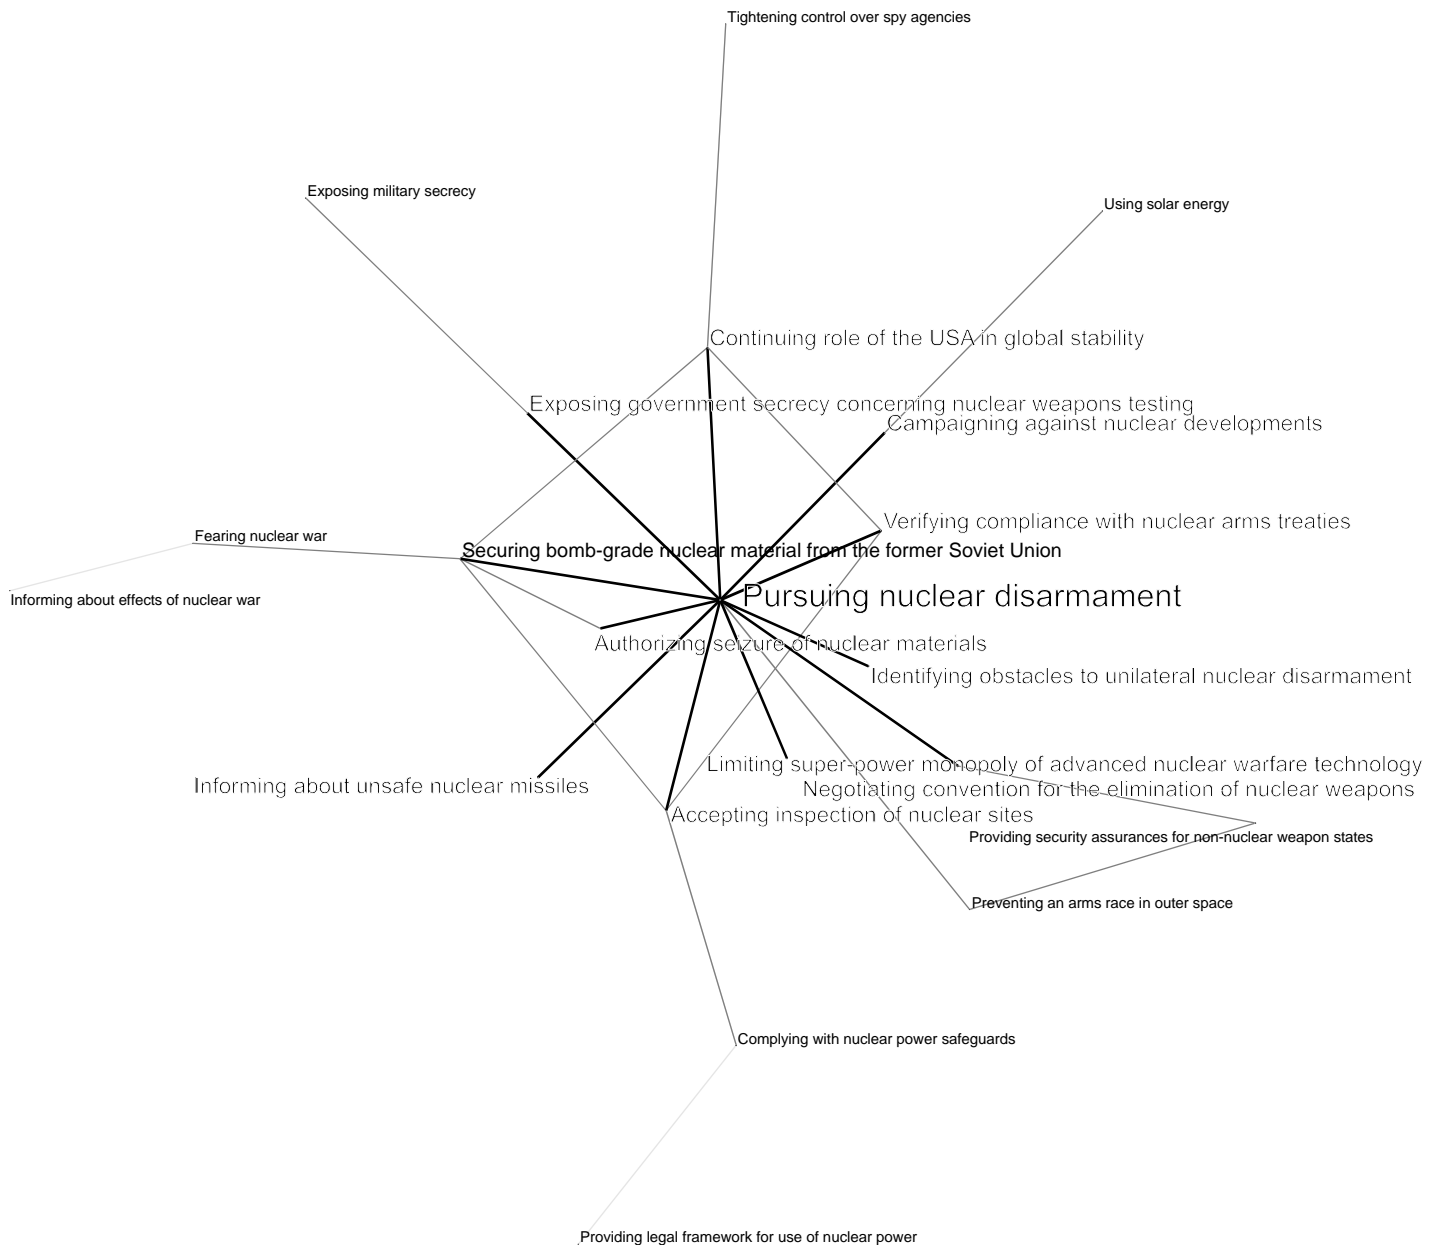 Tightening control over spy agencies
Exposing military secrecy
Using solar energy
Continuing role of the USA in global stability
Exposing government secrecy concerning nuclear weapons testing
Campaigning against nuclear developments
Verifying compliance with nuclear arms treaties
Fearing nuclear war
Securing bomb-grade nuclear material from the former Soviet Union
Pursuing nuclear disarmament
Informing about effects of nuclear war
Authorizing seizure of nuclear materials
Identifying obstacles to unilateral nuclear disarmament
Limiting super-power monopoly of advanced nuclear warfare technology
Informing about unsafe nuclear missiles
Negotiating convention for the elimination of nuclear weapons
Accepting inspection of nuclear sites
Providing security assurances for non-nuclear weapon states
Preventing an arms race in outer space
Complying with nuclear power safeguards
Providing legal framework for use of nuclear power